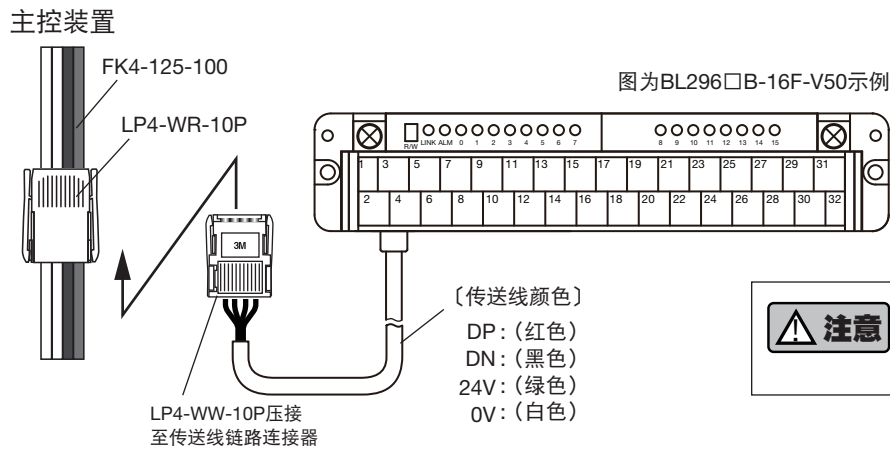 主控装置
FK4-125-100
LP4-WR-10P
图为BL296□B-16F-V50示例
R/W LINK ALM 0 1 2 3 4 5 6 7 8 9 10 11 12 13 14 15
1 3 5 7 9 11 13 15 17 19 21 23 25 27 29 31
2 4 6 8 10 12 14 16 18 20 22 24 26 28 30 32
3M
〔传送线颜色〕
DP：（红色）
DN：（黑色）
24V：（绿色）
0V：（白色）
注意
LP4-WW-10P压接
至传送线链路连接器